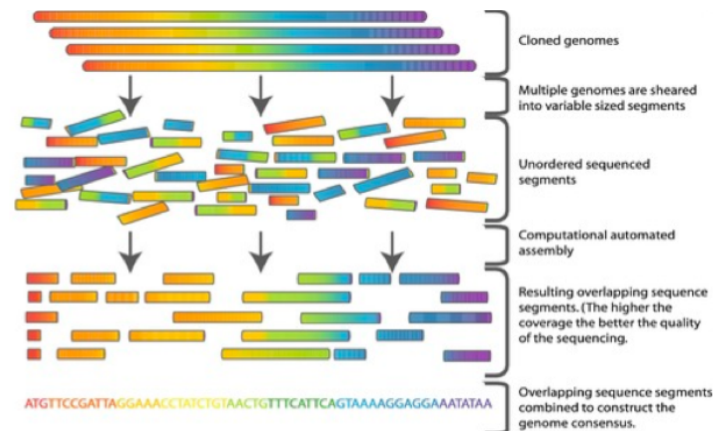 Cloned genomes
Multiple genomes are sheared
into variable sized segments
Unordered sequenced
segments
Computational automated
assembly
Resulting overlapping sequence
segments. (The higher the
coverage the better the quality
of the sequencing.
ATGTTCCGATTAGGAAACCTATCTGTAACTGTTTCATTCAGTAAAAGGAGGAAATATAA
Overlapping sequence segments
combined to construct the
genome consensus.